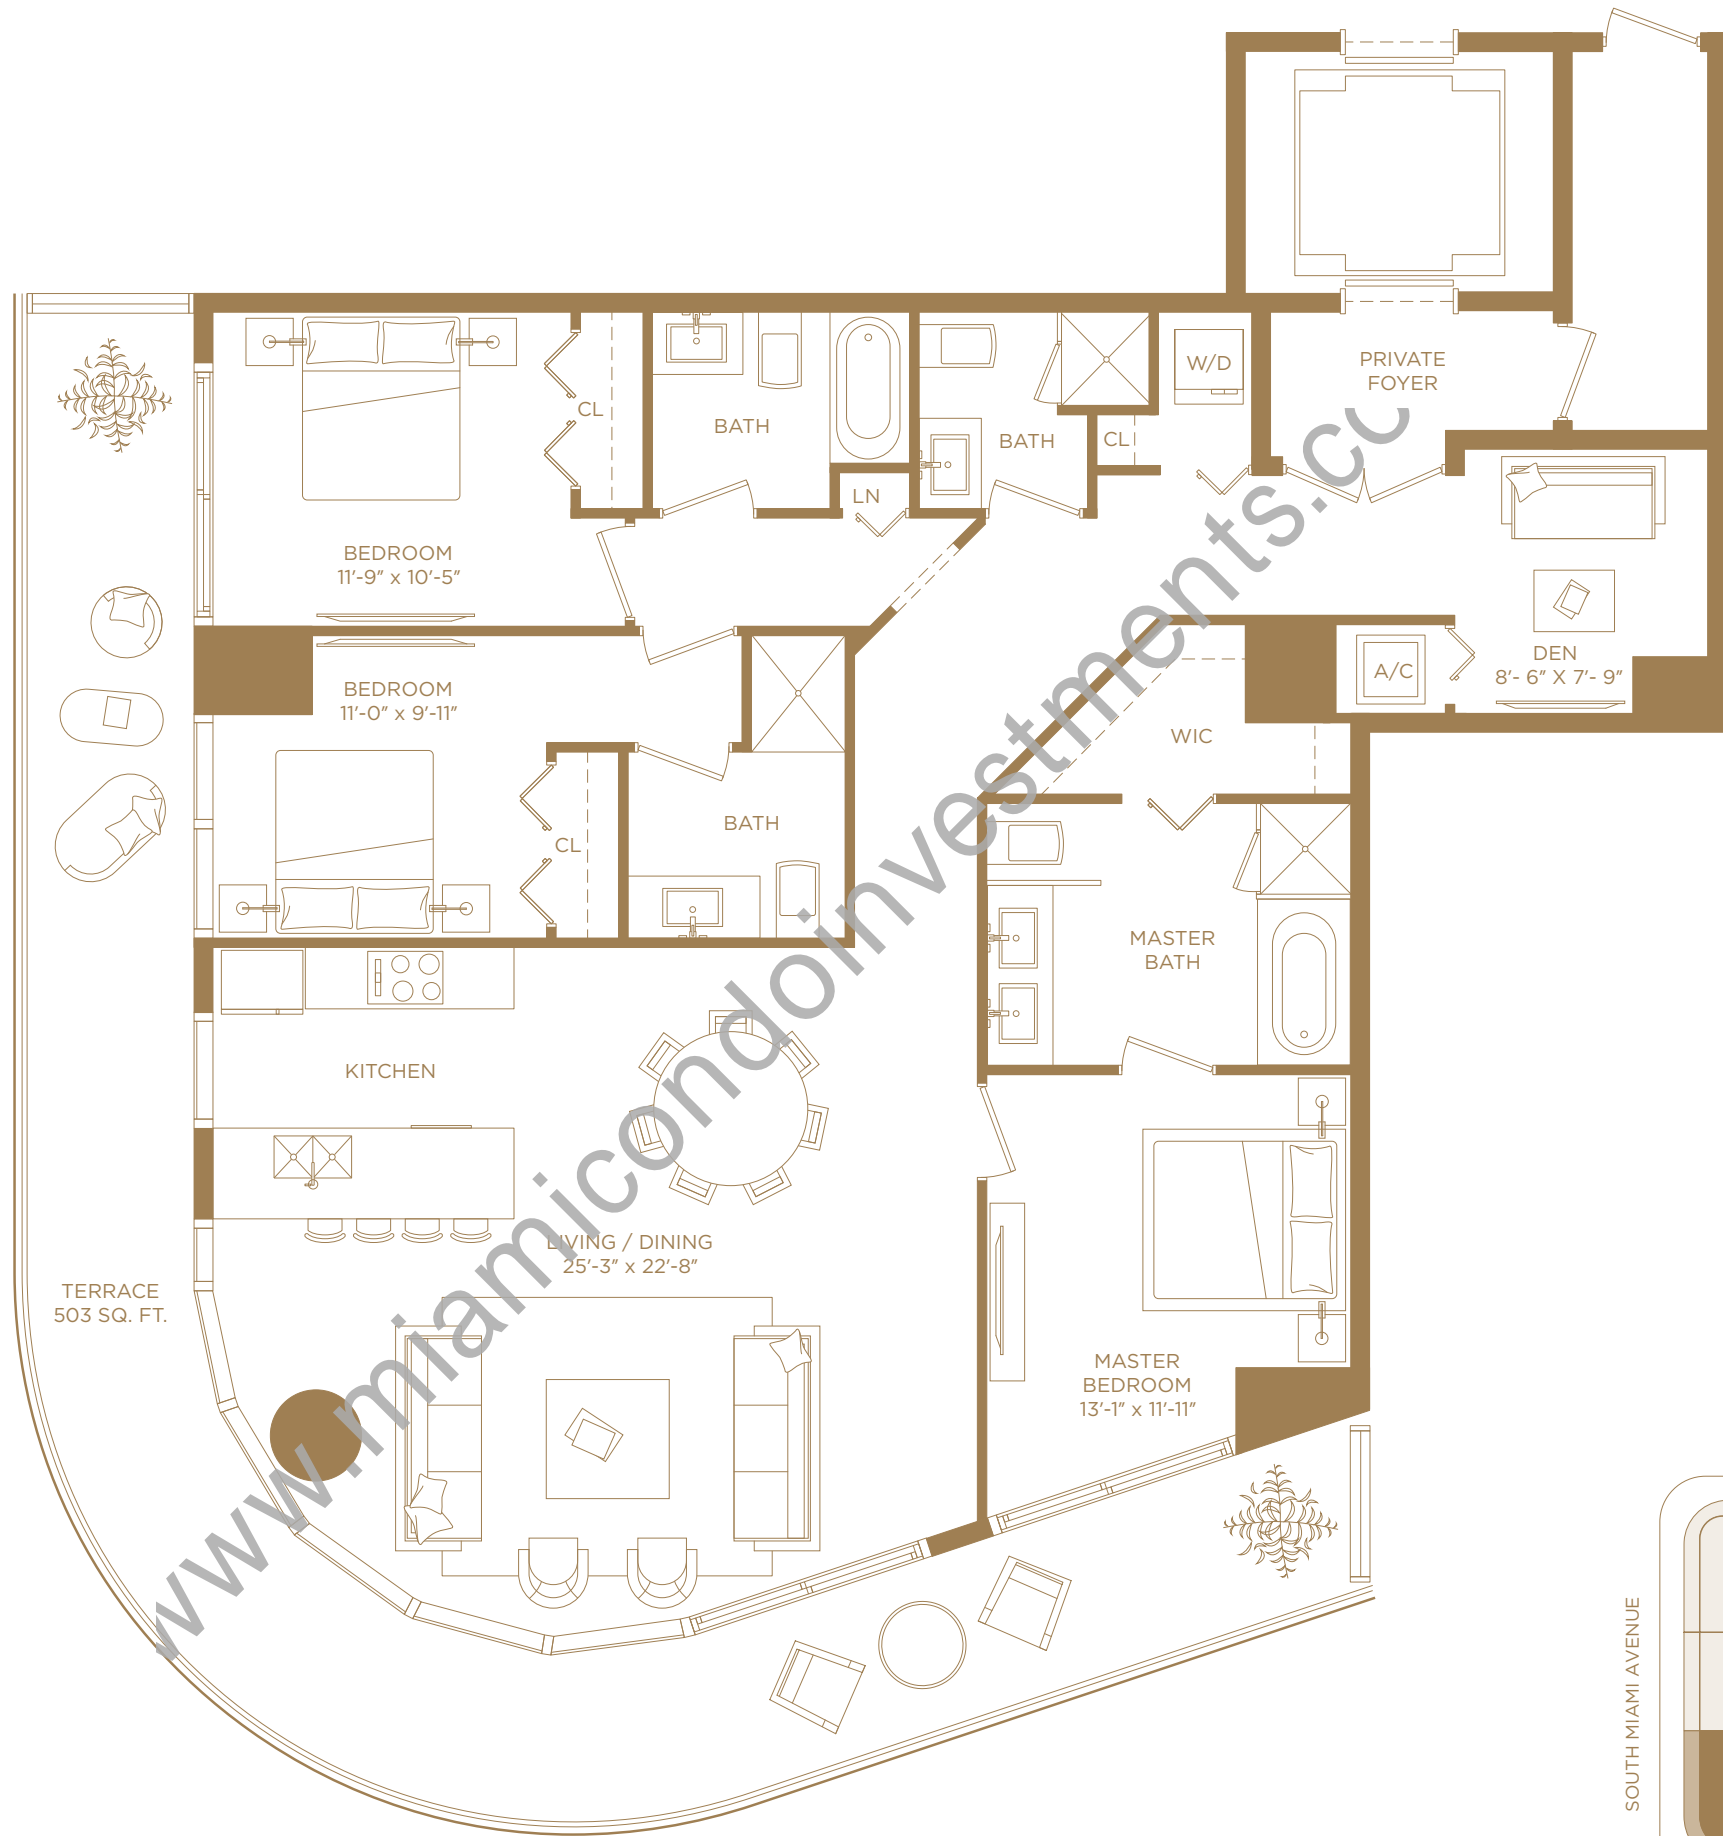 PRIVATE
FOYER
W/D
CL
BATH
BATH
CL
LN
BEDROOM
11'-9" x 10'-5"
DEN
8'- 6" X 7'- 9"
A/C
BEDROOM
11'-0" x 9'-11"
WIC
BATH
CL
MASTER
BATH
KITCHEN
LIVING / DINING
25'-3" x 22'-8"
TERRACE
503 SQ. FT.
MASTER
BEDROOM
13'-1" x 11'-11"
SOUTH MIAMI AVENUE
www.miamicondoinvestments.cc